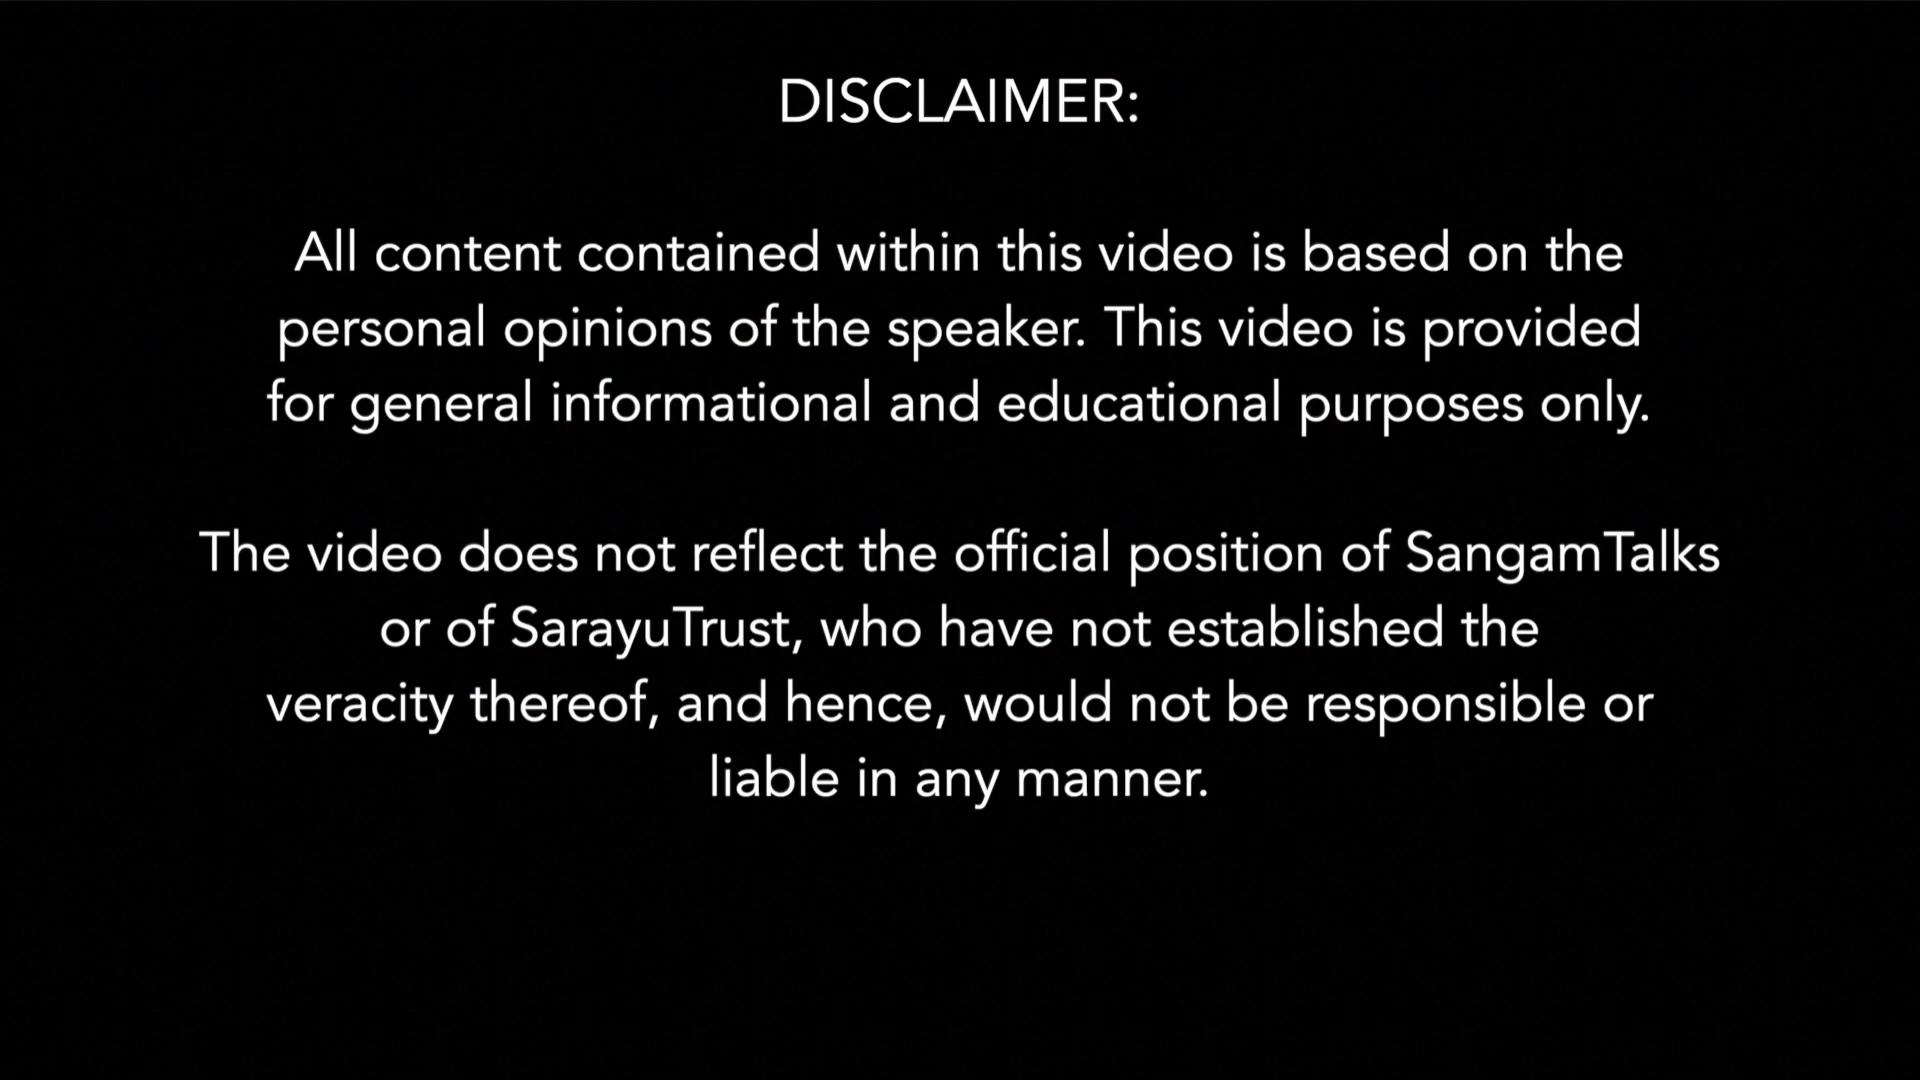 DISCLAIMER:
All content contained within this video is based on the
personal opinions of the speaker. This video is provided
for general informational and educational purposes only.
The video does not reflect the official position of SangamTalks
or of SarayuTrust, who have not established the
veracity thereof, and hence, would not be responsible or
liable in any manner.